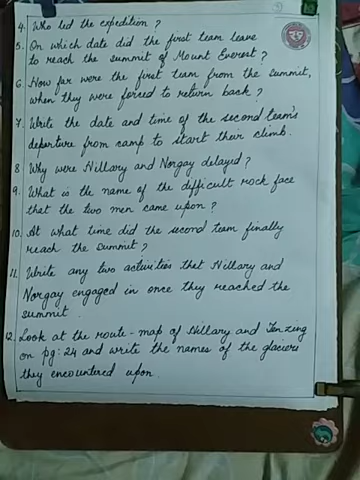 4. Who led the expedition?
5. On which date did the first team leave
to reach the summit of Mount Everest?
6. How far were the first team from the summit,
when they were forced to return back?
7. Write the date and time of the second team's
departure from camp to start their climb.
8 Why were Hillary and Norgay delayed?
9. What is the name of the difficult rock face
that the two men came upon?
10. At what time did the second team finally
reach the summit?
11. Write any two activities that Hillary and
Norgay engaged in once they reached the
summit.
12. Look at the route-map of Hillary and Tenzing
on pg: 24 and write the names of the glaciers
they encountered upon.